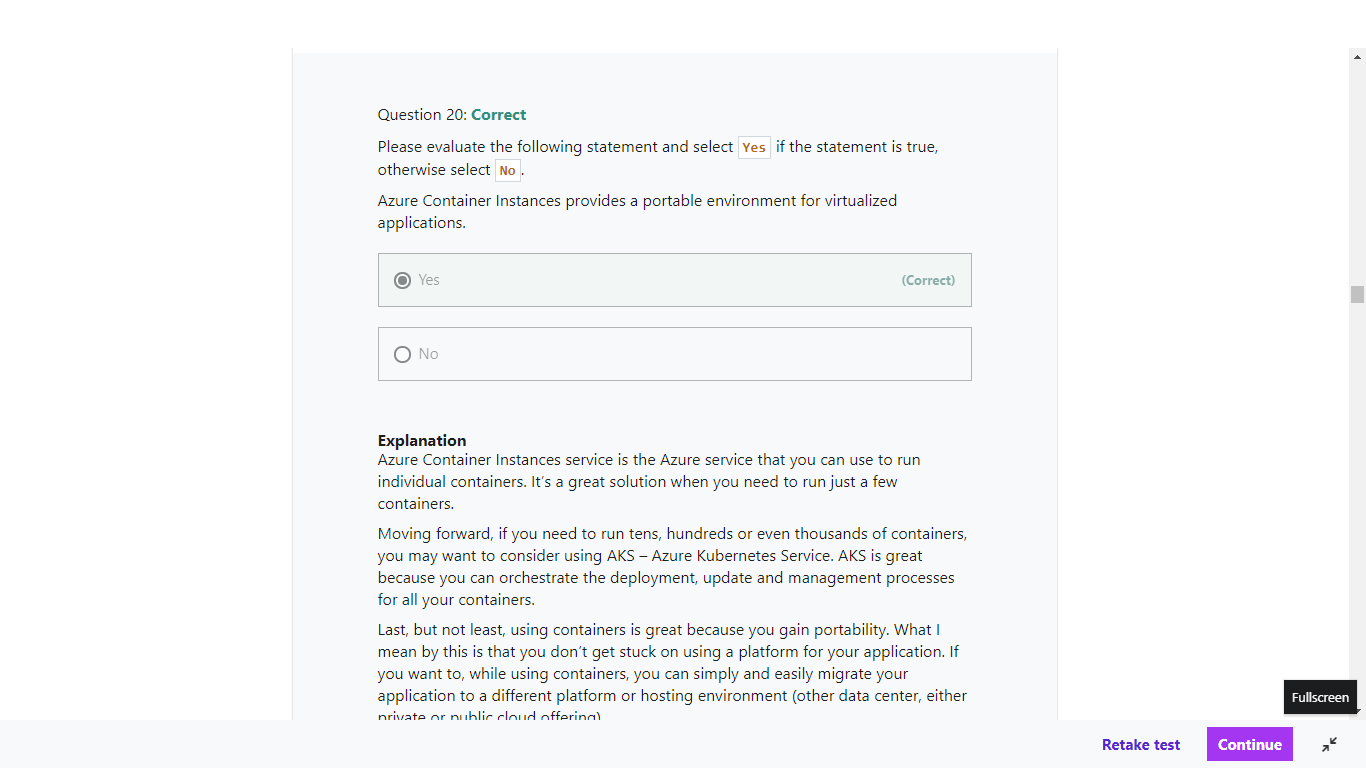 Question 20: Correct
Please evaluate the following statement and select Yes if the statement is true,
otherwise select No.
Azure Container Instances provides a portable environment for virtualized
applications.
Yes
(Correct)
No
Explanation
Azure Container Instances service is the Azure service that you can use to run
individual containers. It's a great solution when you need to run just a few
containers.
Moving forward, if you need to run tens, hundreds or even thousands of containers,
you may want to consider using AKS – Azure Kubernetes Service. AKS is great
because you can orchestrate the deployment, update and management processes
for all your containers.
Last, but not least, using containers is great because you gain portability. What I
mean by this is that you don't get stuck on using a platform for your application. If
you want to, while using containers, you can simply and easily migrate your
application to a different platform or hosting environment (other data center, either
private or public cloud offering)
Fullscreen
Retake test
Continue